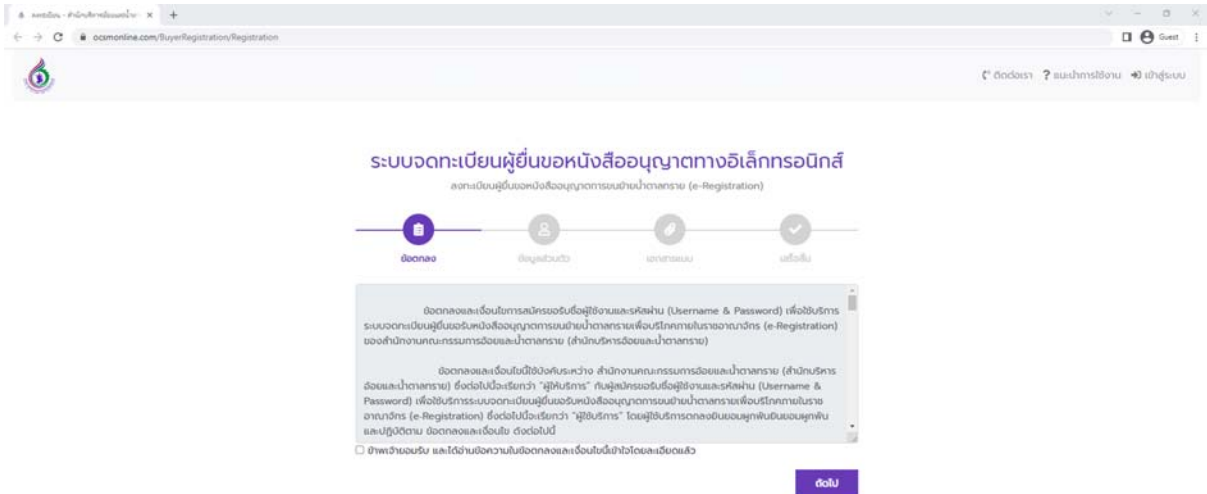 ลงทะเบียน - สำนักบริหารอ้อยและน้ำตา
ocsmonline.com/BuyerRegistration/Registration
Guest
ติดต่อเรา ? แนะนำการใช้งาน เข้าสู่ระบบ
ระบบจดทะเบียนผู้ยื่นขอหนังสืออนุญาตทางอิเล็กทรอนิกส์
ลงทะเบียนผู้ยื่นขอหนังสืออนุญาตการขนย้ายน้ำตาลทราย (e-Registration)
ข้อตกลง ข้อมูลส่วนตัว เอกสารแนบ เสร็จสิ้น
ข้อตกลงและเงื่อนไขการสมัครขอรับชื่อผู้ใช้งานและรหัสผ่าน (Username & Password) เพื่อใช้บริการ
ระบบจดทะเบียนผู้ยื่นขอรับหนังสืออนุญาตการขนย้ายน้ำตาลทรายเพื่อบริโภคภายในราชอาณาจักร (e-Registration)
ของสำนักงานคณะกรรมการอ้อยและน้ำตาลทราย (สำนักบริหารอ้อยและน้ำตาลทราย)
ข้อตกลงและเงื่อนไขนี้ใช้บังคับระหว่าง สำนักงานคณะกรรมการอ้อยและน้ำตาลทราย (สำนักบริหาร
อ้อยและน้ำตาลทราย) ซึ่งต่อไปนี้จะเรียกว่า "ผู้ให้บริการ" กับผู้สมัครขอรับชื่อผู้ใช้งานและรหัสผ่าน (Username &
Password) เพื่อใช้บริการระบบจดทะเบียนผู้ยื่นขอรับหนังสืออนุญาตการขนย้ายน้ำตาลทรายเพื่อบริโภคภายในราช
อาณาจักร (e-Registration) ซึ่งต่อไปนี้จะเรียกว่า "ผู้ใช้บริการ" โดยผู้ใช้บริการตกลงยินยอมผูกพันยินยอมผูกพัน
และปฏิบัติตาม ข้อตกลงและเงื่อนไข ดังต่อไปนี้
ข้าพเจ้ายอมรับ และได้อ่านข้อความในข้อตกลงและเงื่อนไขนี้เข้าใจโดยละเอียดแล้ว
ถัดไป